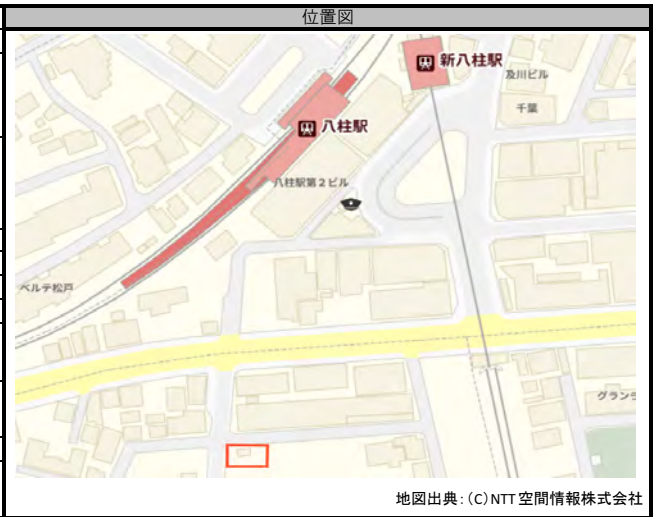 位置図
新八柱駅
及川ビル
千葉
八柱駅
八柱駅第2ビル
ベルテ松戸
グラン
地図出典:(C)NTT空間情報株式会社